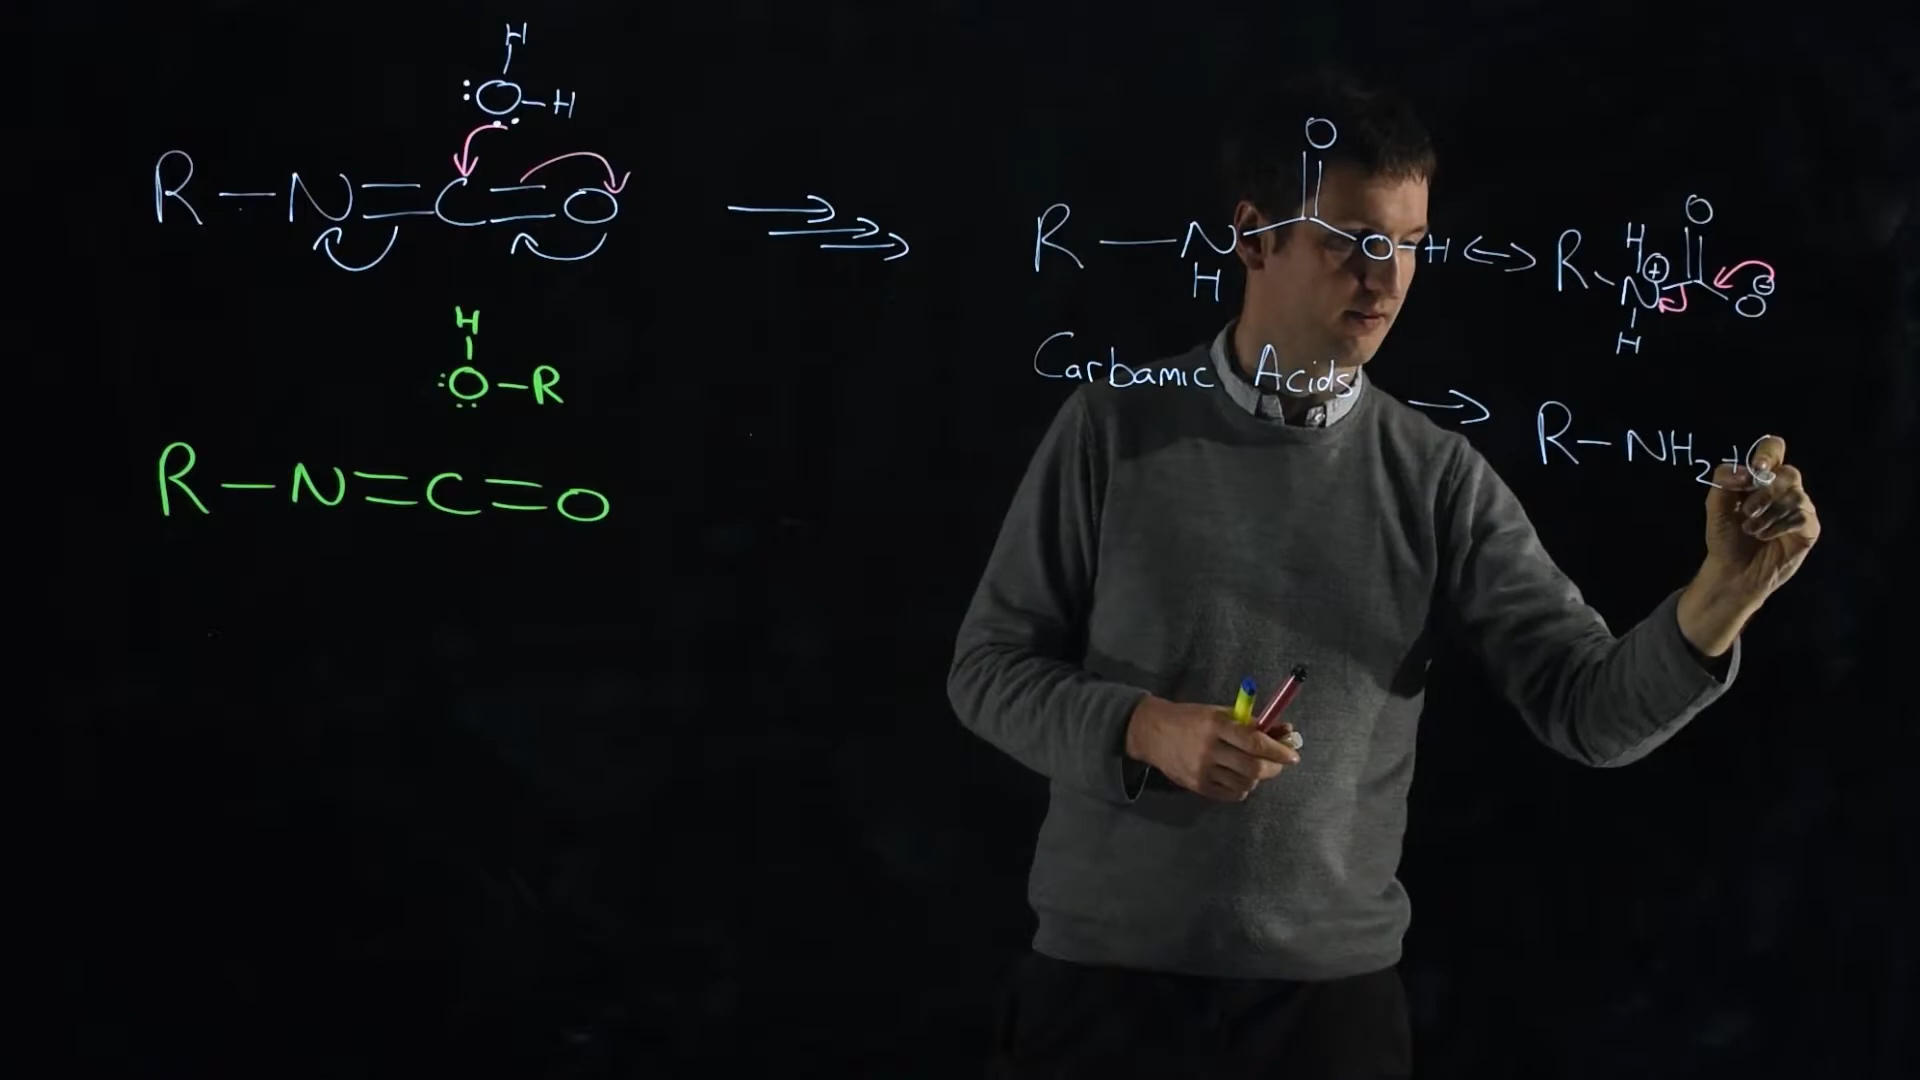 H
:O-H
R-N=C=O
O
R-N
H
O-H
R
H
⊕
N
H
O
O
⊖
Carbamic Acids
R-NH2+C
H
:O-R
R-N=C=O